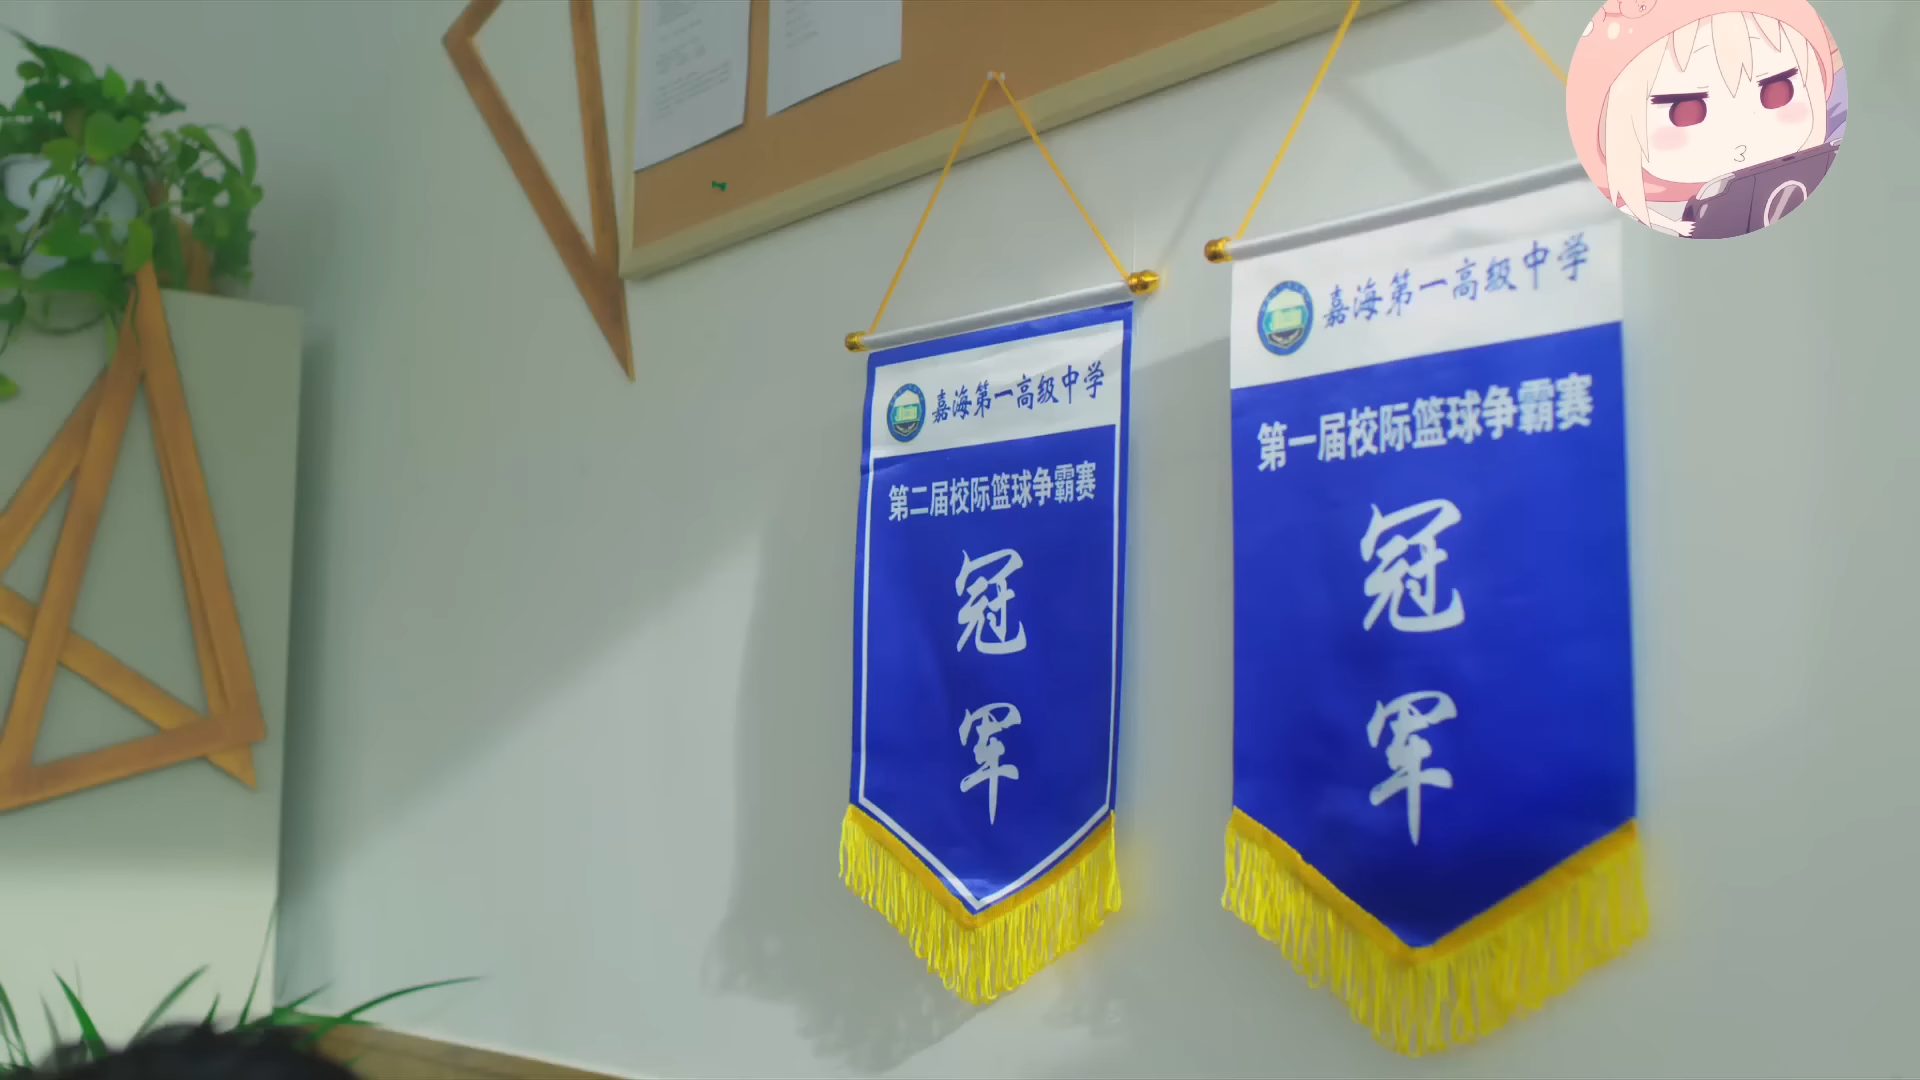 嘉海第一高级中学
第二届校际篮球争霸赛
冠
军
嘉海第一高级中学
第一届校际篮球争霸赛
冠
军